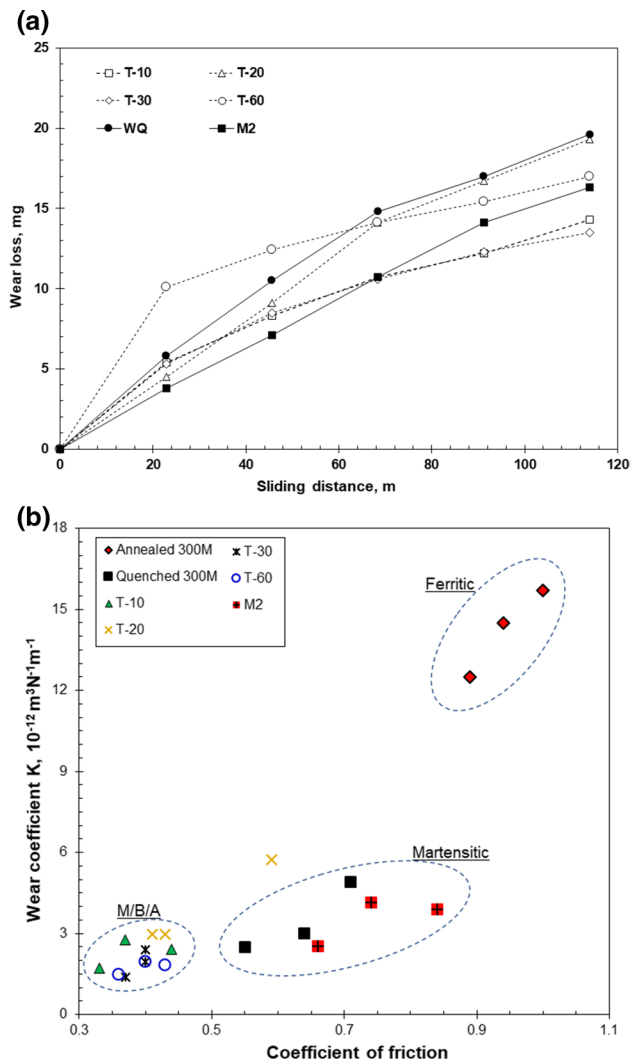 (a)
25
20
15
10
5
0
Wear loss, mg
T-10 T-20
T-30 T-60
WQ M2
0 20 40 60 80 100 120
Sliding distance, m
(b)
18
15
12
9
6
3
0
Wear coefficient K, 10⁻¹² m³N⁻¹m⁻¹
Annealed 300M T-30
Quenched 300M T-60
T-10 M2
T-20
Ferritic
Martensitic
M/B/A
0.3 0.5 0.7 0.9 1.1
Coefficient of friction